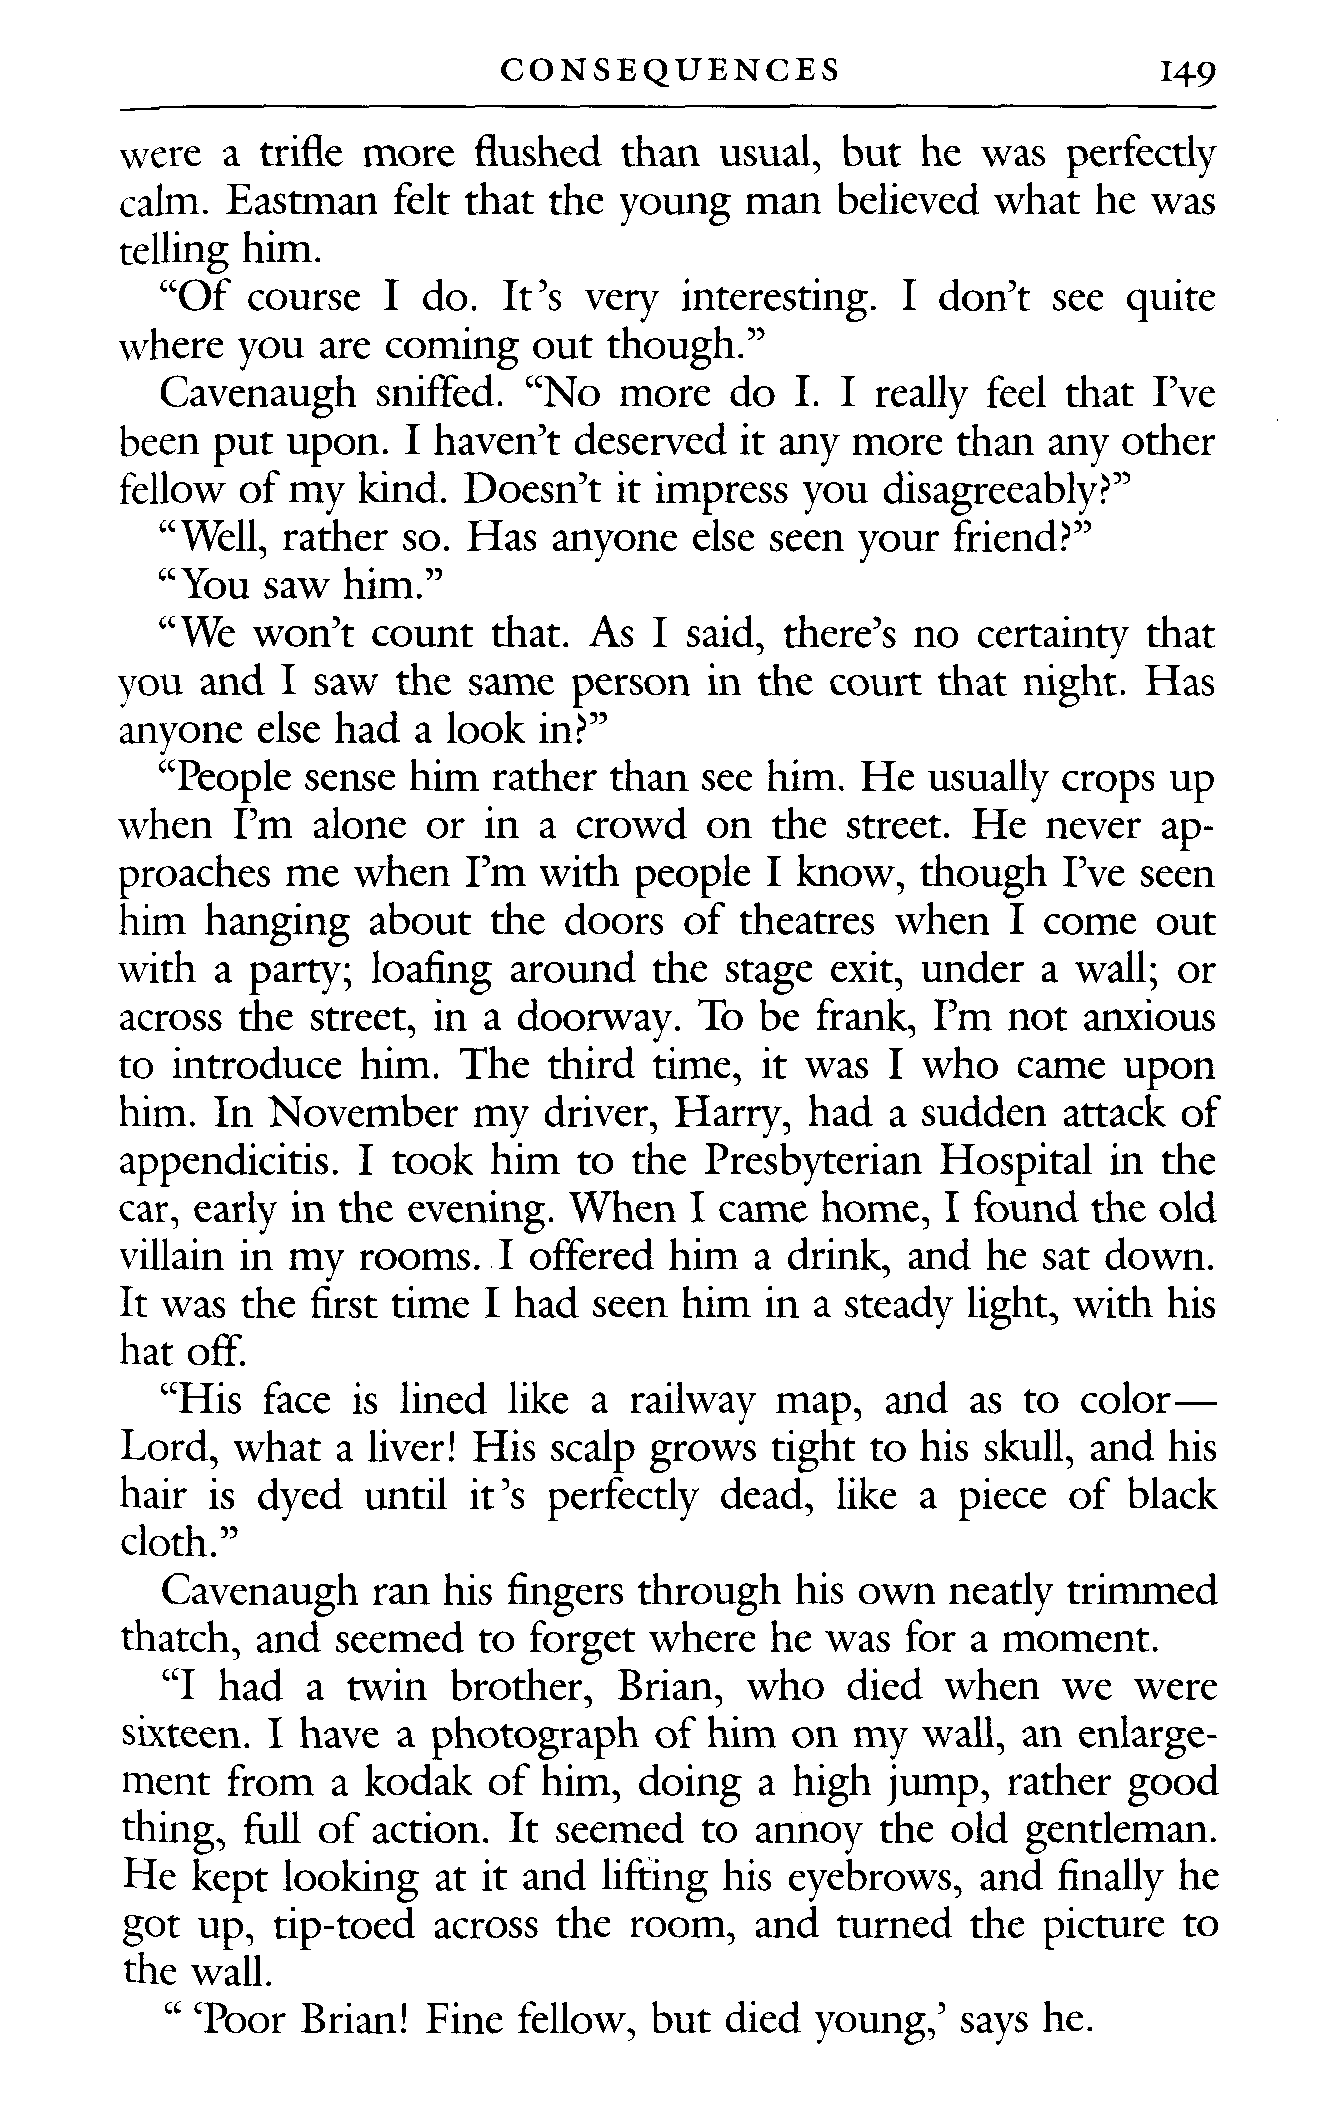 CONSEQUENCES 149
were a trifle more flushed than usual, but he was perfectly
calm. Eastman felt that the young man believed what he was
telling him.
“Of course I do. It’s very interesting. I don’t see quite
where you are coming out though.”
Cavenaugh sniffed. “No more do I. I really feel that I’ve
been put upon. I haven’t deserved it any more than any other
fellow of my kind. Doesn’t it impress you disagreeably?”
“Well, rather so. Has anyone else seen your friend?”
“You saw him.”
“We won’t count that. As I said, there’s no certainty that
you and I saw the same person in the court that night. Has
anyone else had a look in?”
“People sense him rather than see him. He usually crops up
when I’m alone or in a crowd on the street. He never ap-
proaches me when I’m with people I know, though I’ve seen
him hanging about the doors of theatres when I come out
with a party; loafing around the stage exit, under a wall; or
across the street, in a doorway. To be frank, I’m not anxious
to introduce him. The third time, it was I who came upon
him. In November my driver, Harry, had a sudden attack of
appendicitis. I took him to the Presbyterian Hospital in the
car, early in the evening. When I came home, I found the old
villain in my rooms. I offered him a drink, and he sat down.
It was the first time I had seen him in a steady light, with his
hat off.
“His face is lined like a railway map, and as to color—
Lord, what a liver! His scalp grows tight to his skull, and his
hair is dyed until it’s perfectly dead, like a piece of black
cloth.”
Cavenaugh ran his fingers through his own neatly trimmed
thatch, and seemed to forget where he was for a moment.
“I had a twin brother, Brian, who died when we were
sixteen. I have a photograph of him on my wall, an enlarge-
ment from a kodak of him, doing a high jump, rather good
thing, full of action. It seemed to annoy the old gentleman.
He kept looking at it and lifting his eyebrows, and finally he
got up, tip-toed across the room, and turned the picture to
the wall.
“ ‘Poor Brian! Fine fellow, but died young,’ says he.